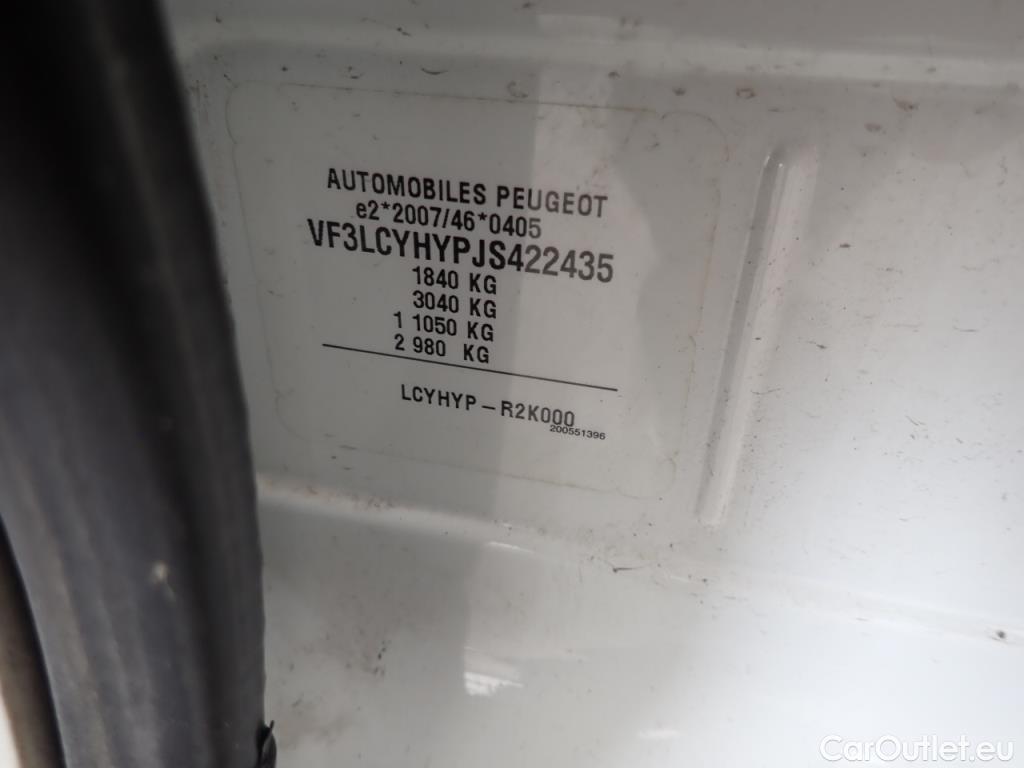 AUTOMOBILES PEUGEOT
e2*2007/46*0405
VF3LCYHYPJS422435
1840 KG
3040 KG
1 1050 KG
2 980 KG
LCYHYP – R2K000
200551396
CarOutlet.eu